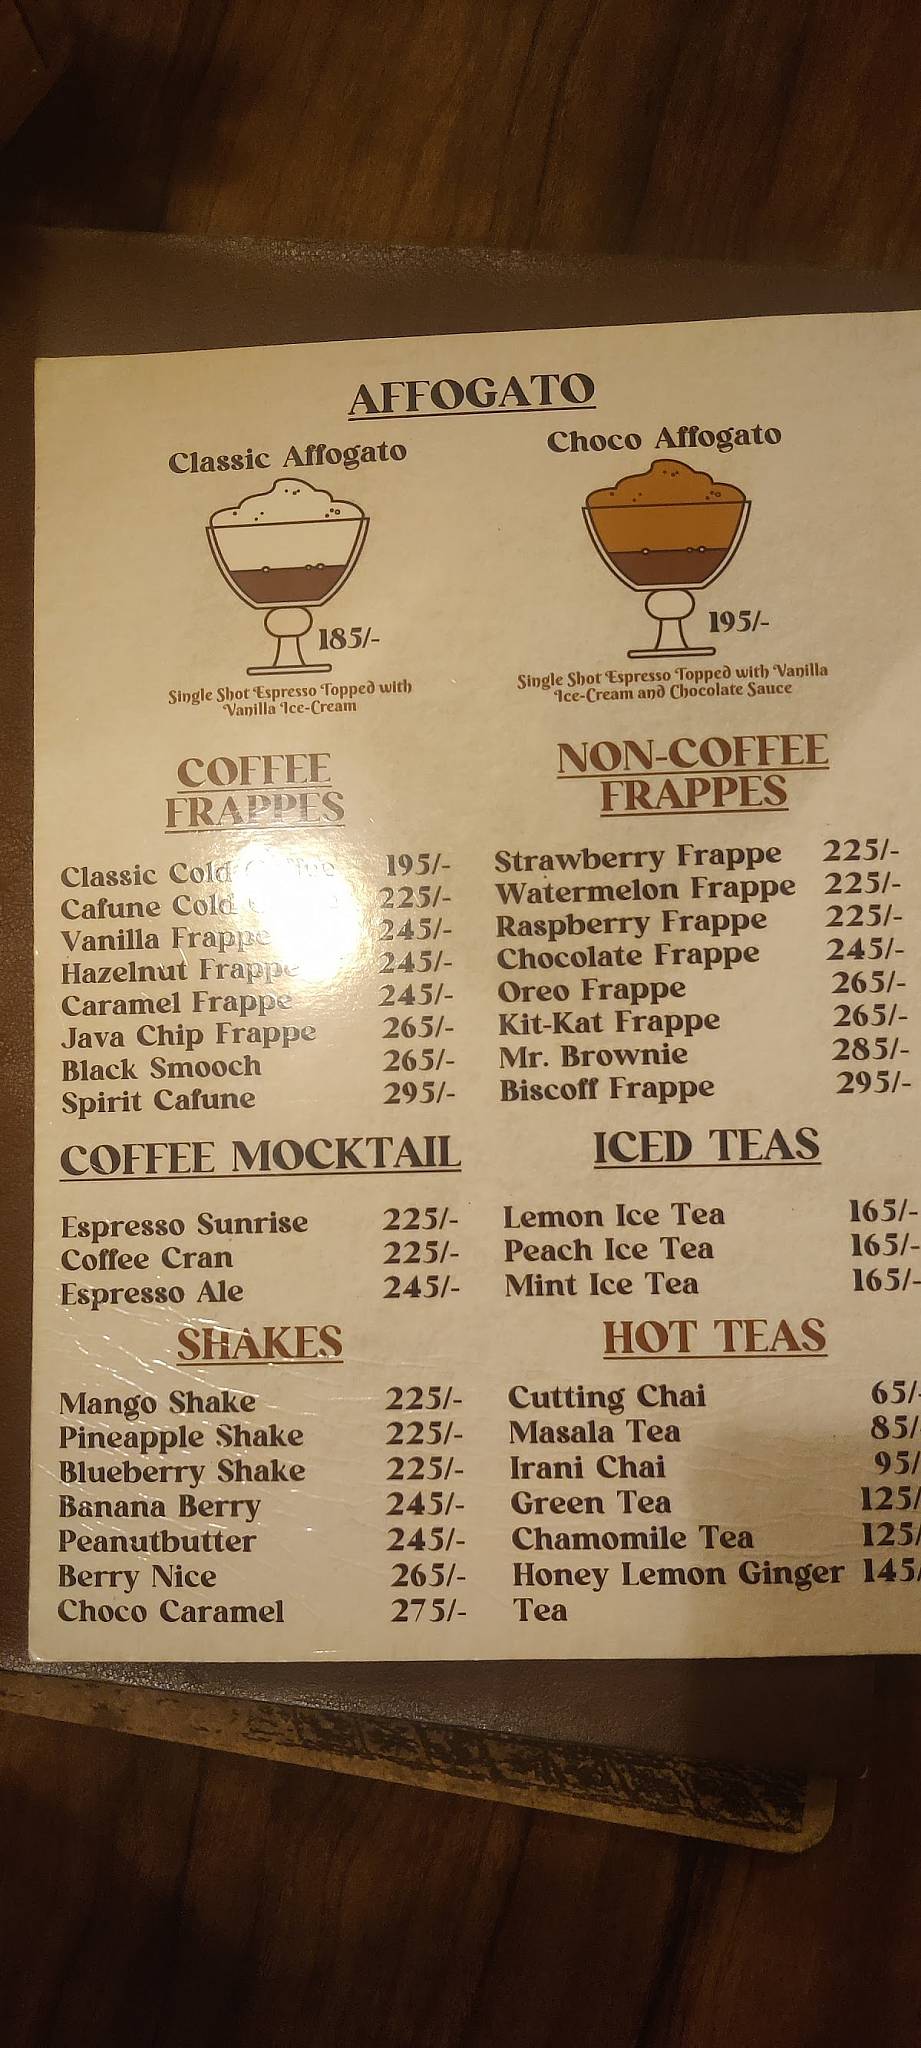 AFFOGATO
Classic Affogato
185/-
Single Shot Espresso Topped with
Vanilla Ice-Cream
Choco Affogato
195/-
Single Shot Espresso Topped with Vanilla
Ice-Cream and Chocolate Sauce
COFFEE
FRAPPES
Classic Cold Coffee 195/-
Cafune Cold 225/-
Vanilla Frappe 245/-
Hazelnut Frappe 245/-
Caramel Frappe 245/-
Java Chip Frappe 265/-
Black Smooch 265/-
Spirit Cafune 295/-
NON-COFFEE
FRAPPES
Strawberry Frappe 225/-
Watermelon Frappe 225/-
Raspberry Frappe 225/-
Chocolate Frappe 245/-
Oreo Frappe 265/-
Kit-Kat Frappe 265/-
Mr. Brownie 285/-
Biscoff Frappe 295/-
COFFEE MOCKTAIL
Espresso Sunrise 225/-
Coffee Cran 225/-
Espresso Ale 245/-
ICED TEAS
Lemon Ice Tea 165/-
Peach Ice Tea 165/-
Mint Ice Tea 165/-
SHAKES
Mango Shake 225/-
Pineapple Shake 225/-
Blueberry Shake 225/-
Banana Berry 245/-
Peanutbutter 245/-
Berry Nice 265/-
Choco Caramel 275/-
HOT TEAS
Cutting Chai 65/-
Masala Tea 85/
Irani Chai 95/
Green Tea 125/
Chamomile Tea 125/
Honey Lemon Ginger 145/
Tea